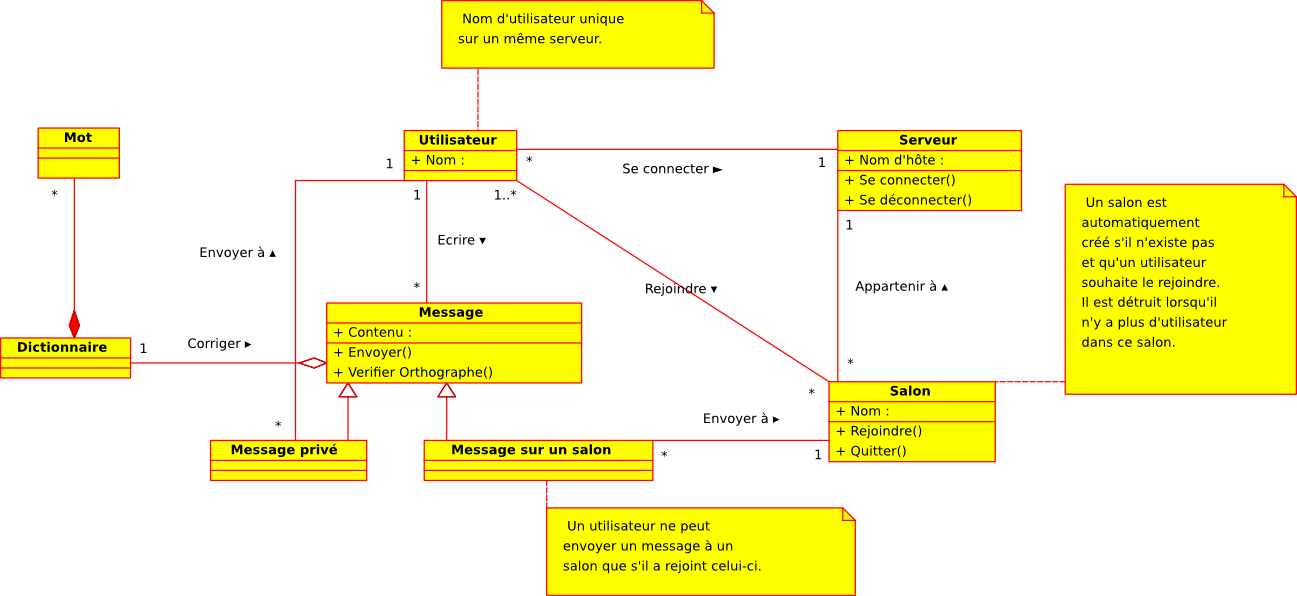 Nom d'utilisateur unique
sur un même serveur.
Mot
*
Utilisateur
+ Nom :
1
1
1..*
*
Se connecter ►
1
Serveur
+ Nom d'hôte :
+ Se connecter()
+ Se déconnecter()
1
Un salon est
automatiquement
créé s'il n'existe pas
et qu'un utilisateur
souhaite le rejoindre.
Il est détruit lorsqu'il
n'y a plus d'utilisateur
dans ce salon.
Envoyer à ▴
Ecrire ▾
*
Rejoindre ▾
Appartenir à ▴
*
*
Dictionnaire
1
Corriger ▸
Message
+ Contenu :
+ Envoyer()
+ Verifier Orthographe()
*
Message privé
Message sur un salon
*
Envoyer à ▸
1
Salon
+ Nom :
+ Rejoindre()
+ Quitter()
Un utilisateur ne peut
envoyer un message à un
salon que s'il a rejoint celui-ci.